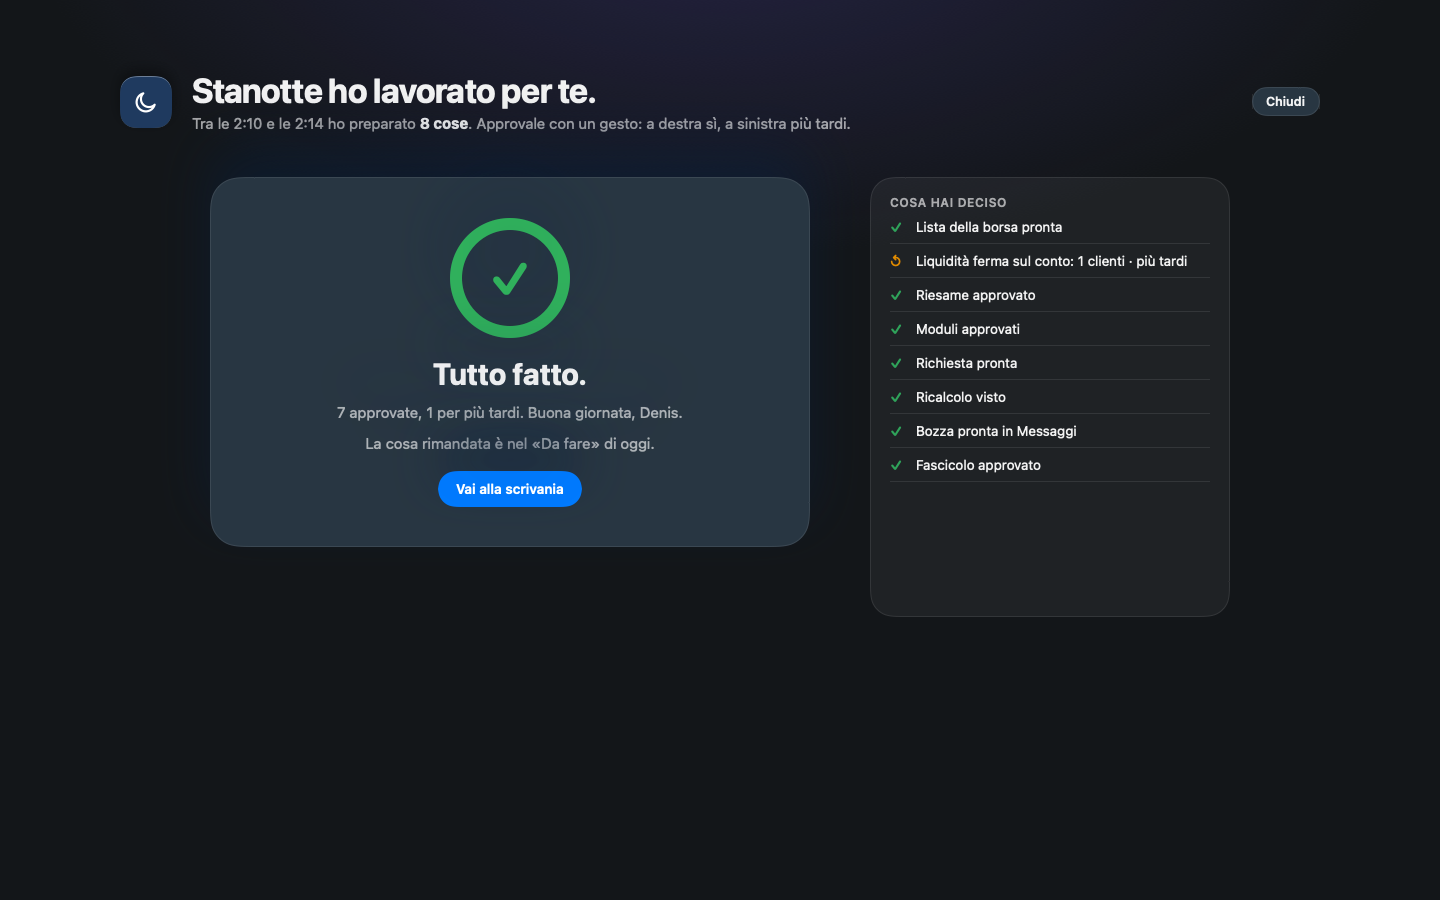 Stanotte ho lavorato per te.
Tra le 2:10 e le 2:14 ho preparato 8 cose. Approvale con un gesto: a destra sì, a sinistra più tardi.
Chiudi
Tutto fatto.
7 approvate, 1 per più tardi. Buona giornata, Denis.
La cosa rimandata è nel «Da fare» di oggi.
Vai alla scrivania
COSA HAI DECISO
Lista della borsa pronta
Liquidità ferma sul conto: 1 clienti · più tardi
Riesame approvato
Moduli approvati
Richiesta pronta
Ricalcolo visto
Bozza pronta in Messaggi
Fascicolo approvato